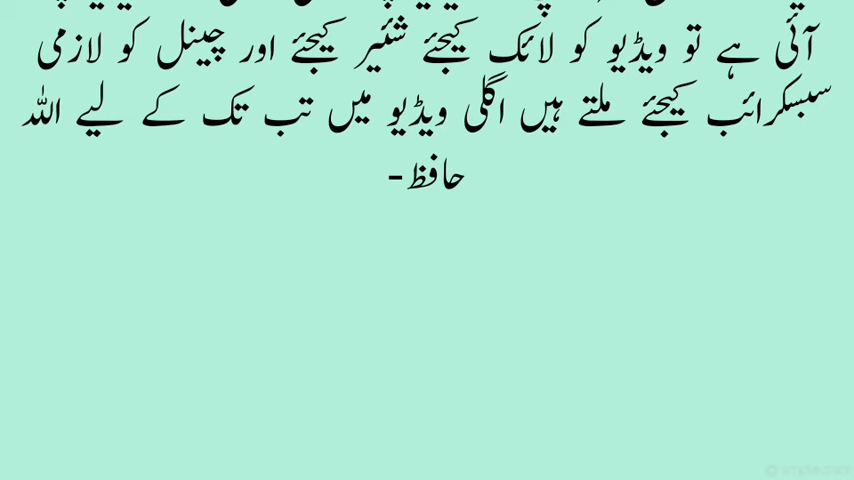 آئی ہے تو ویڈیو کو لائک کیجئے شئیر کیجئے اور چینل کو لازمی
سبسکرائب کیجئے ملتے ہیں اگلی ویڈیو میں تب تک کے لیے اللہ
حافظ-